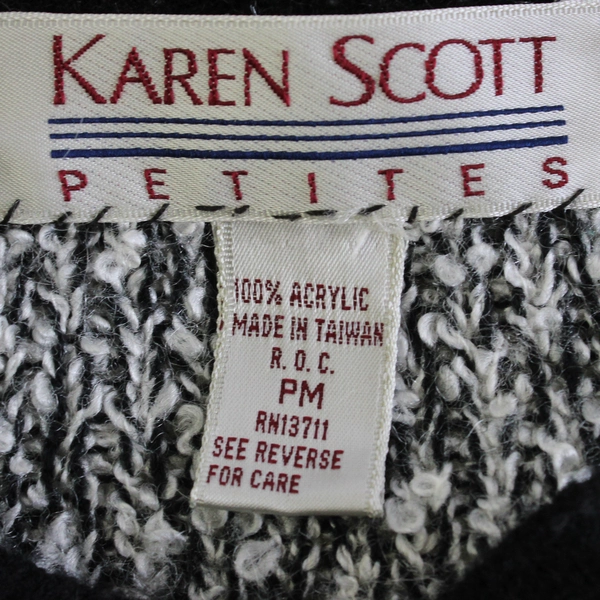 KAREN SCOTT
PETITES
100% ACRYLIC
MADE IN TAIWAN
R. O. C.
PM
RN13711
SEE REVERSE
FOR CARE